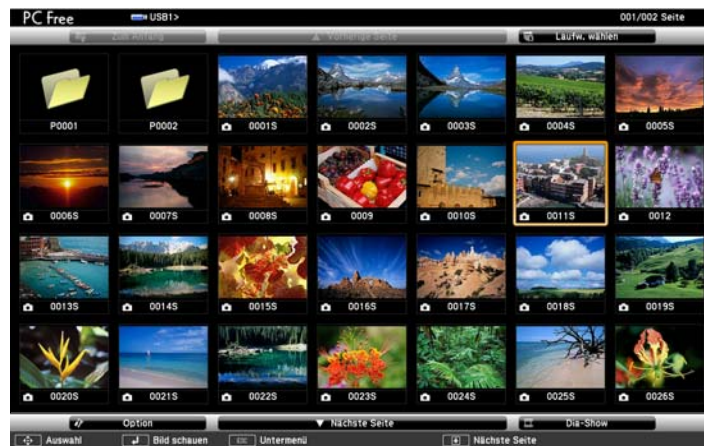 PC Free USB1> 001/002 Seite
Zum Anfang ▲ Vorherige Seite Laufw. wählen
P0001 P0002 0001S 0002S 0003S 0004S 0005S
0006S 0007S 0008S 0009 0010S 0011S 0012
0013S 0014S 0015S 0016S 0017S 0018S 0019S
0020S 0021S 0022S 0023S 0024S 0025S 0026S
Option ▼ Nächste Seite Dia-Show
Auswahl Bild schauen ESC Untermenü Nächste Seite